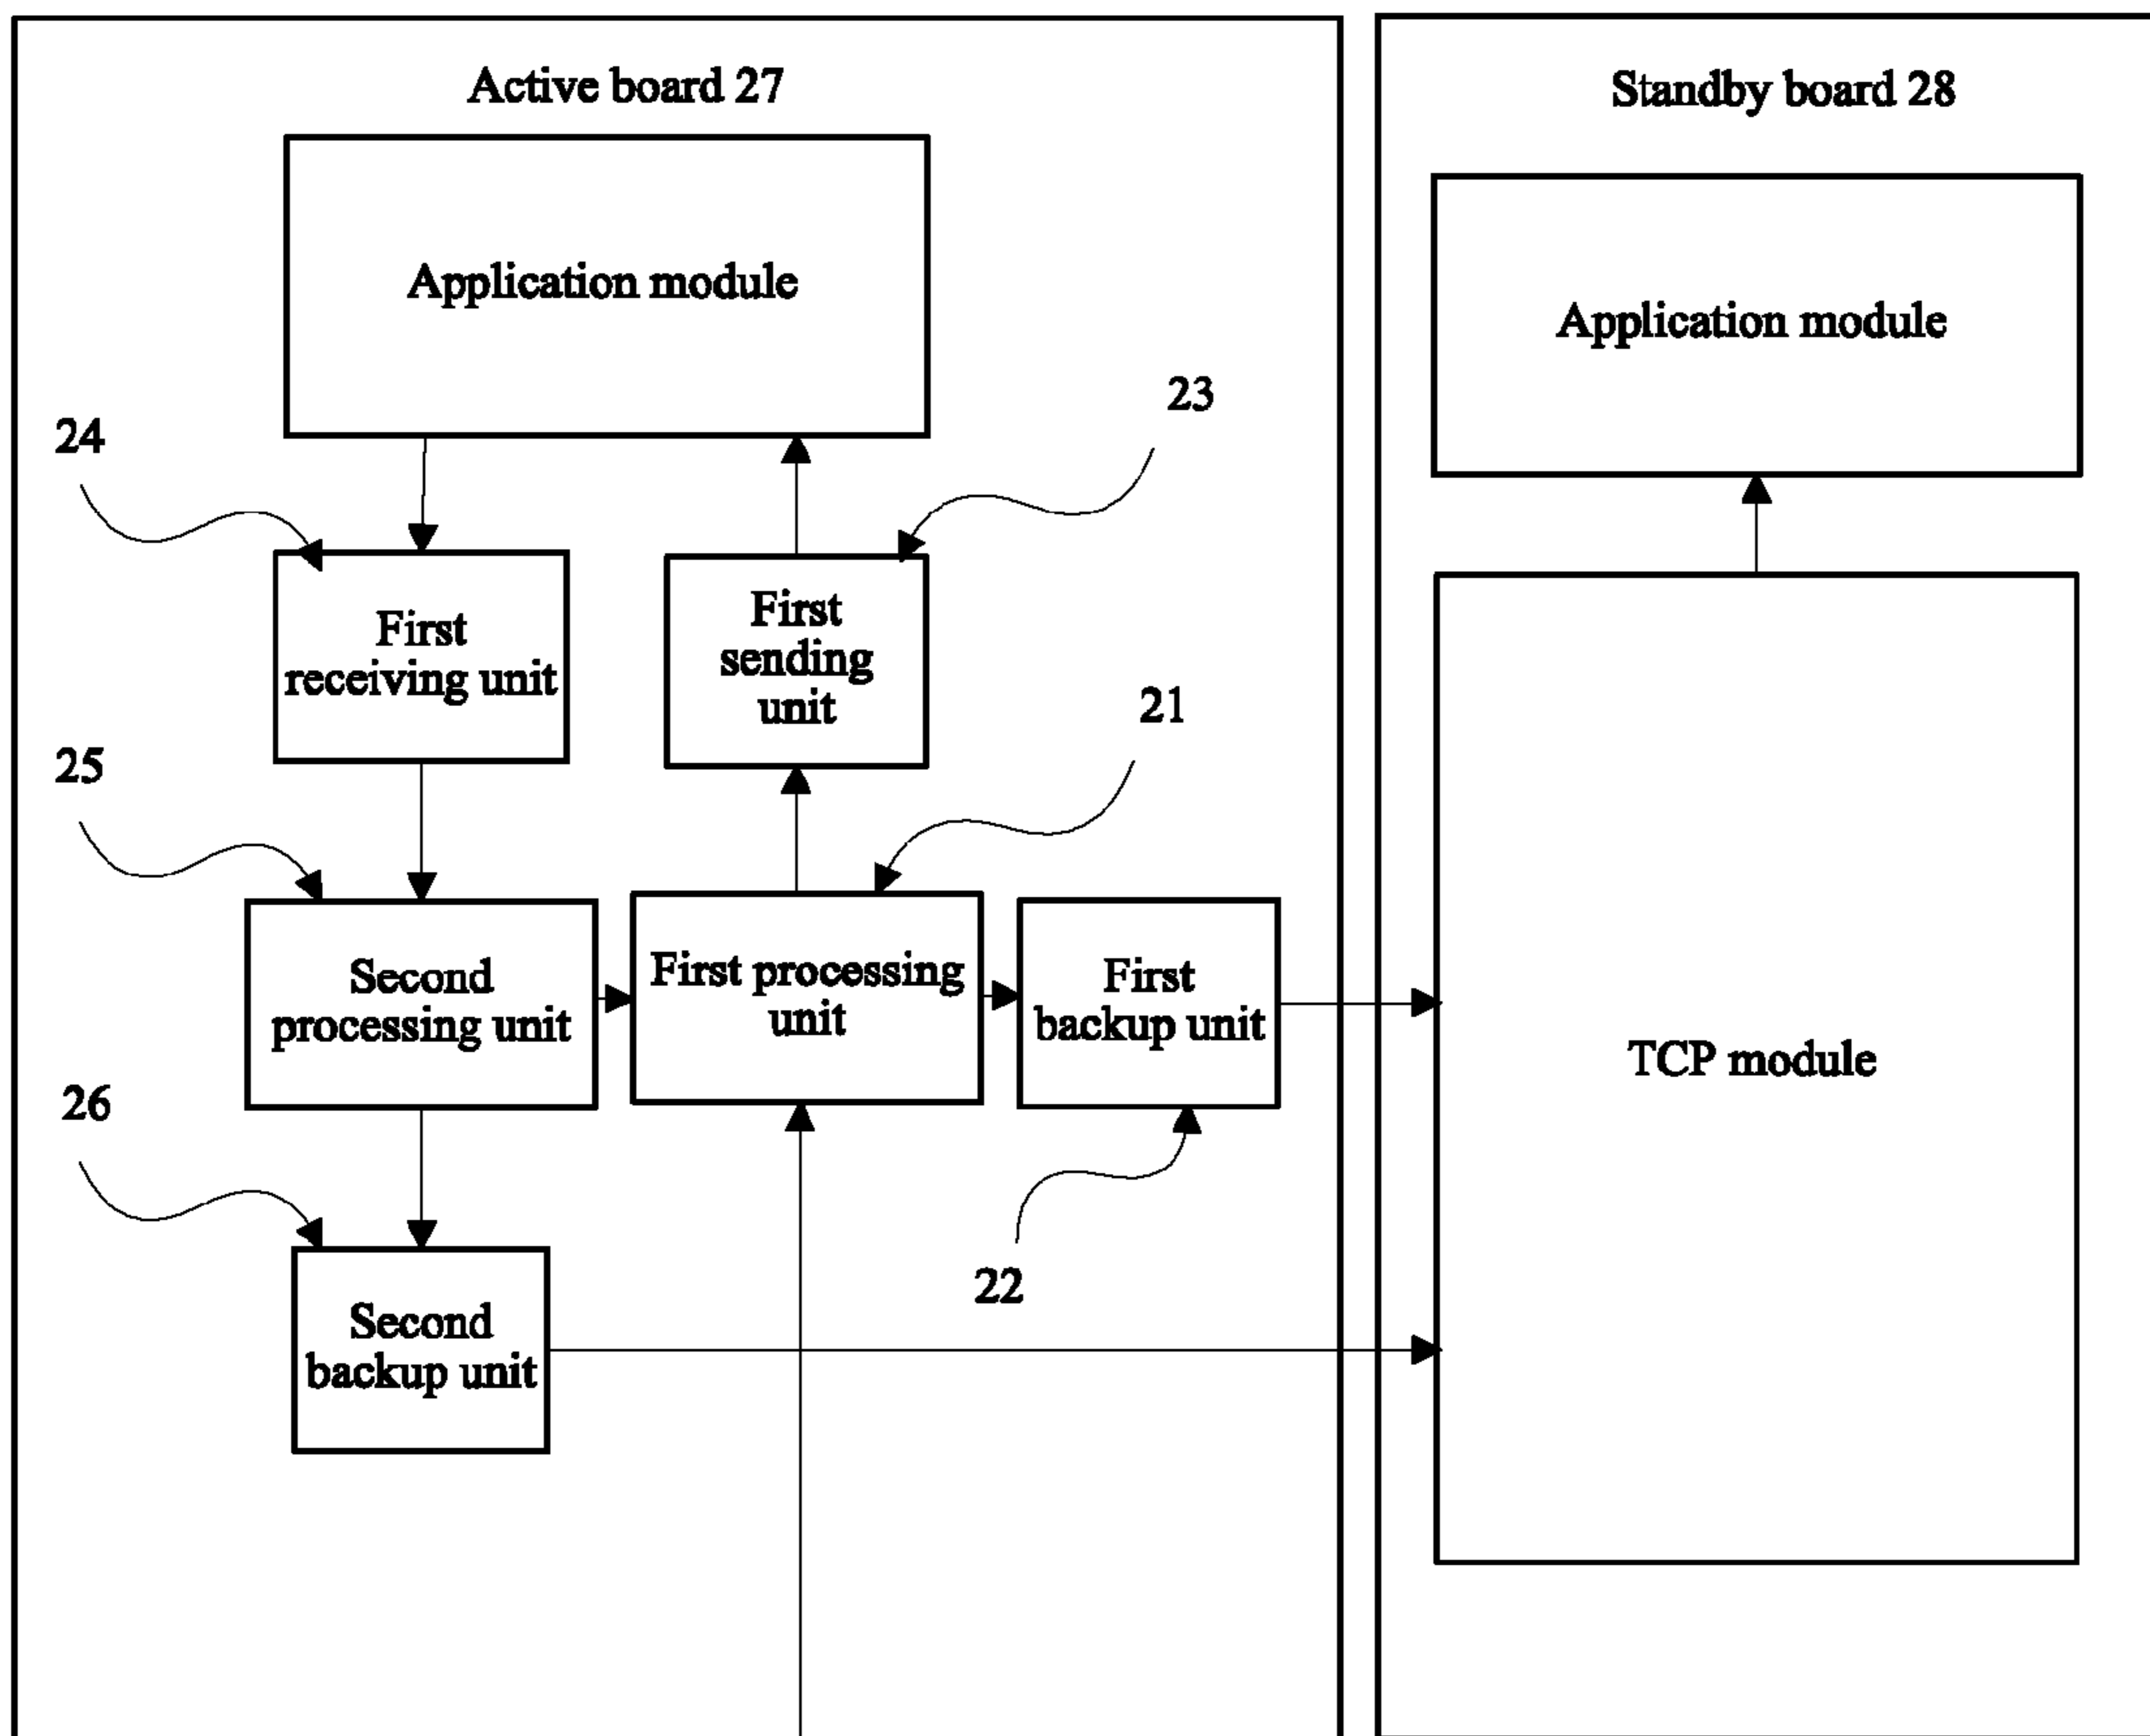 Active board 27
Standby board 28
Application module
Application module
23
24
First
receiving unit
First
sending
unit
21
25
Second
processing unit
First processing
unit
First
backup unit
TCP module
26
22
Second
backup unit